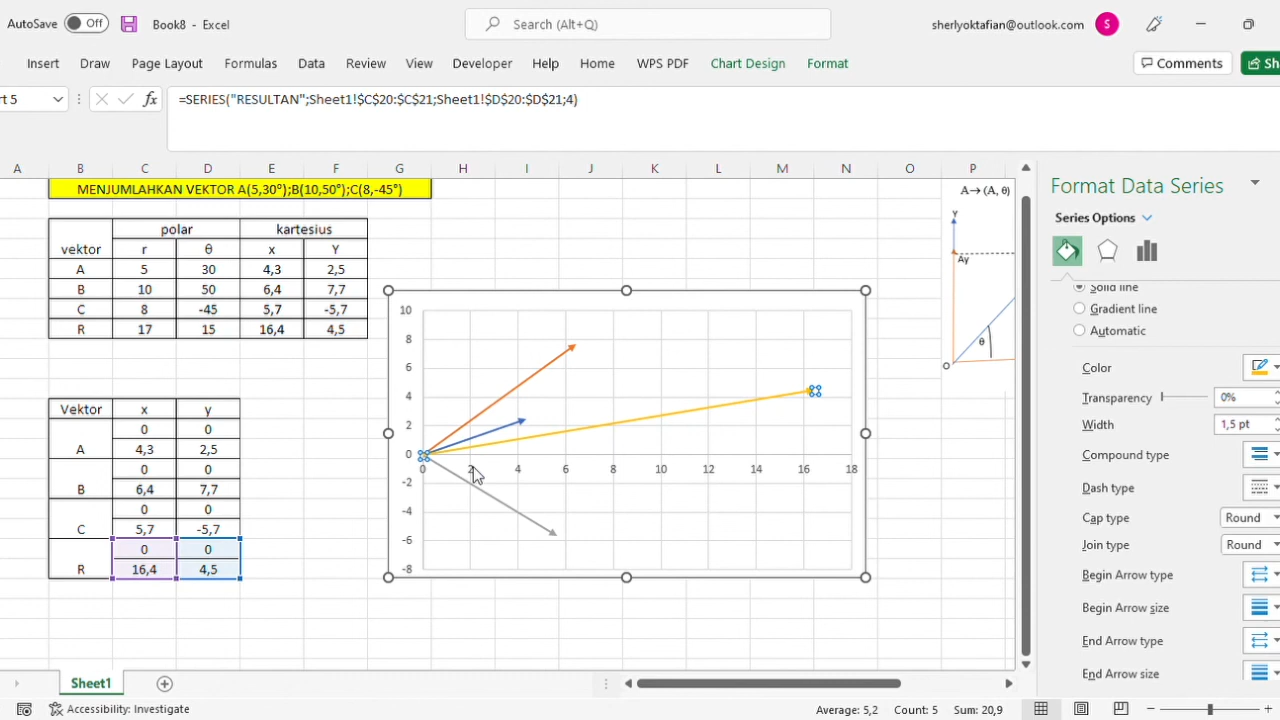 AutoSave Off Book8 - Excel Search (Alt+Q) sherlyoktafian@outlook.com S
Insert Draw Page Layout Formulas Data Review View Developer Help Home WPS PDF Chart Design Format Comments Sh
rt 5 fx =SERIES("RESULTAN";Sheet1!$C$20:$C$21;Sheet1!$D$20:$D$21;4)
A B C D E F G H I J K L M N O P
MENJUMLAHKAN VEKTOR A(5,30°);B(10,50°);C(8,-45°)
vektor polar kartesius
r θ x Y
A 5 30 4,3 2,5
B 10 50 6,4 7,7
C 8 -45 5,7 -5,7
R 17 15 16,4 4,5
Vektor x y
0 0
A 4,3 2,5
0 0
B 6,4 7,7
0 0
C 5,7 -5,7
0 0
R 16,4 4,5
10
8
6
4
2
0
-2
-4
-6
-8
0 2 4 6 8 10 12 14 16 18
A→ (A, θ)
Y
Ay
θ
O
Format Data Series
Series Options
Solid line
Gradient line
Automatic
Color
Transparency 0%
Width 1,5 pt
Compound type
Dash type
Cap type Round
Join type Round
Begin Arrow type
Begin Arrow size
End Arrow type
End Arrow size
Sheet1
Accessibility: Investigate Average: 5,2 Count: 5 Sum: 20,9